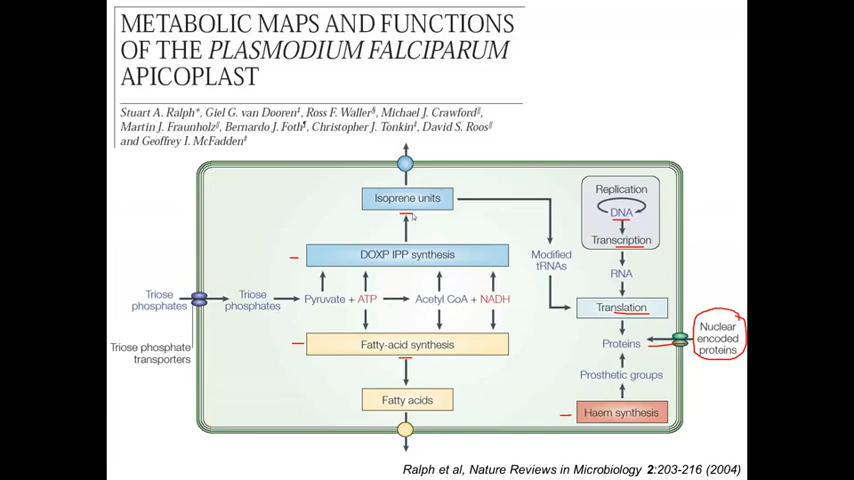 METABOLIC MAPS AND FUNCTIONS
OF THE PLASMODIUM FALCIPARUM
APICOPLAST
Stuart A. Ralph*, Giel G. van Dooren‡, Ross F. Waller§, Michael J. Crawford||,
Martin J. Fraunholz||, Bernardo J. Foth¶, Christopher J. Tonkin‡, David S. Roos||
and Geoffrey I. McFadden‡
Isoprene units
DOXP IPP synthesis
Triose
phosphates
Triose
phosphates
Pyruvate + ATP
Acetyl CoA + NADH
Triose phosphate
transporters
Fatty-acid synthesis
Fatty acids
Modified
tRNAs
Replication
DNA
Transcription
RNA
Translation
Proteins
Prosthetic groups
Haem synthesis
Nuclear
encoded
proteins
Ralph et al, Nature Reviews in Microbiology 2:203-216 (2004)